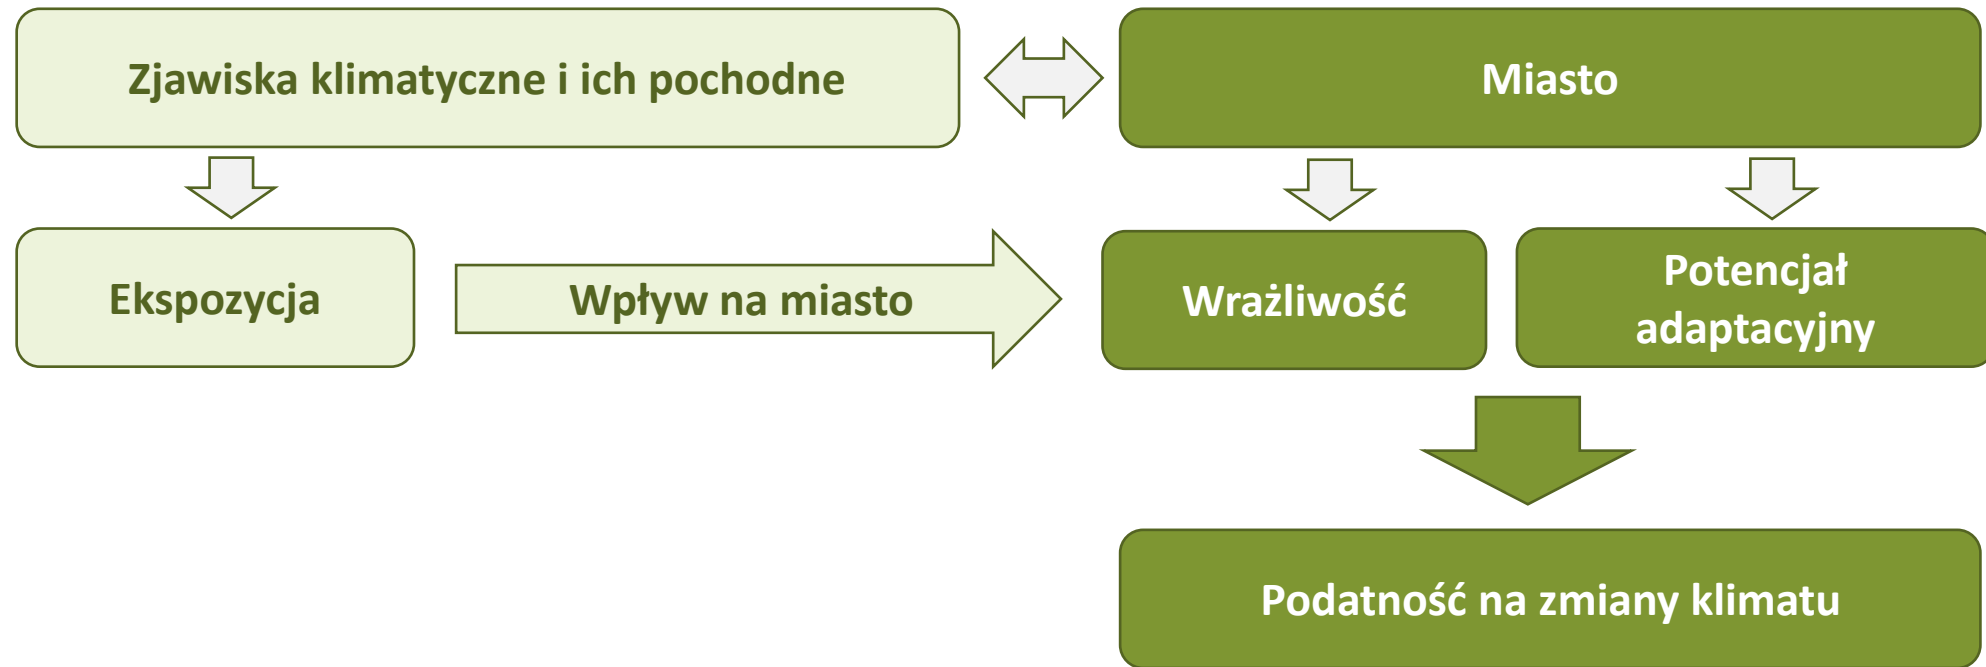 Zjawiska klimatyczne i ich pochodne
Miasto
Ekspozycja
Wpływ na miasto
Wrażliwość
Potencjał
adaptacyjny
Podatność na zmiany klimatu